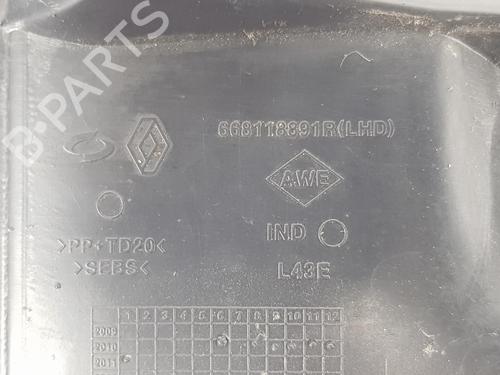 B-PARTS
668118891R(LHD)
AWE
IND
>PP+TD20<
>SEBS<
L43E
1 2 3 4 5 6 7 8 9 10 11 12
2009
2010
2011